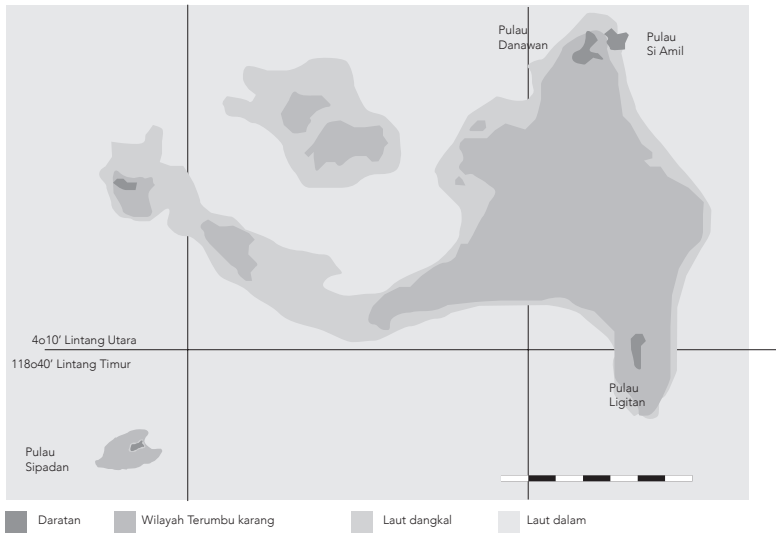 Pulau
Danawan
Pulau
Si Amil
4o10’ Lintang Utara
118o40’ Lintang Timur
Pulau
Ligitan
Pulau
Sipadan
Daratan
Wilayah Terumbu karang
Laut dangkal
Laut dalam